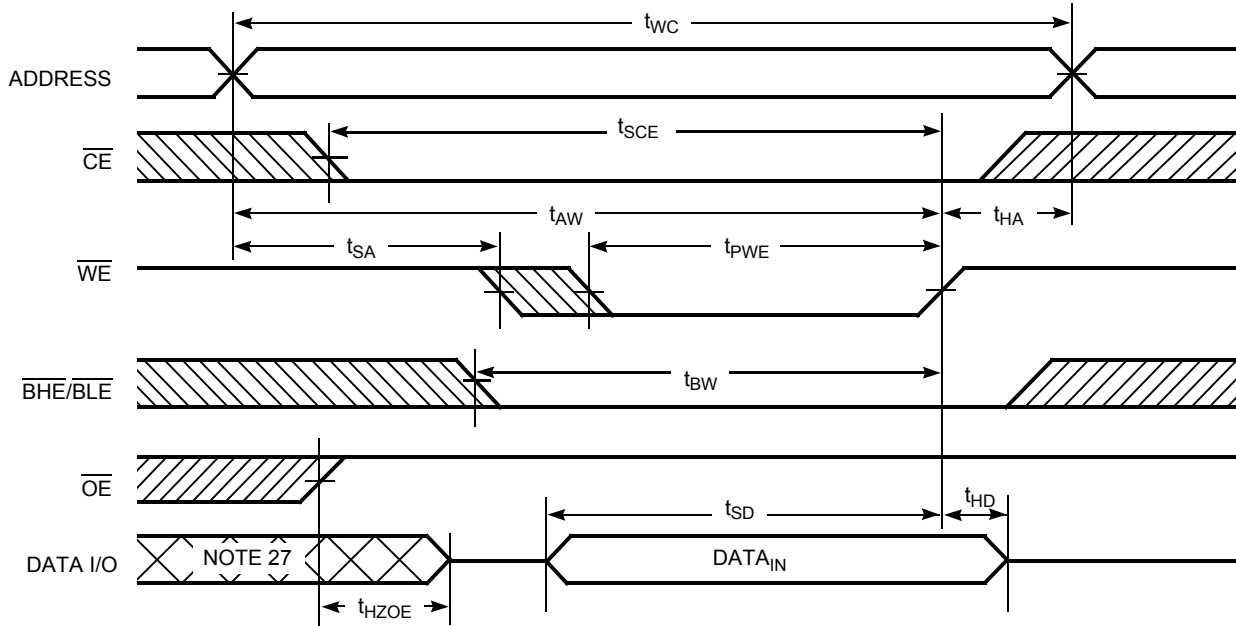 tWC
ADDRESS
tSCE
CE
tAW
tHA
tSA
tPWE
WE
BHE/BLE
tBW
OE
tSD
tHD
DATA I/O
NOTE 27
DATAIN
tHZOE